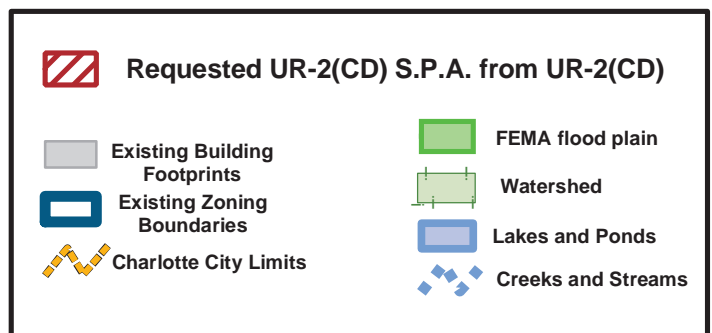 Requested UR-2(CD) S.P.A. from UR-2(CD)
Existing Building
Footprints
Existing Zoning
Boundaries
Charlotte City Limits
FEMA flood plain
Watershed
Lakes and Ponds
Creeks and Streams